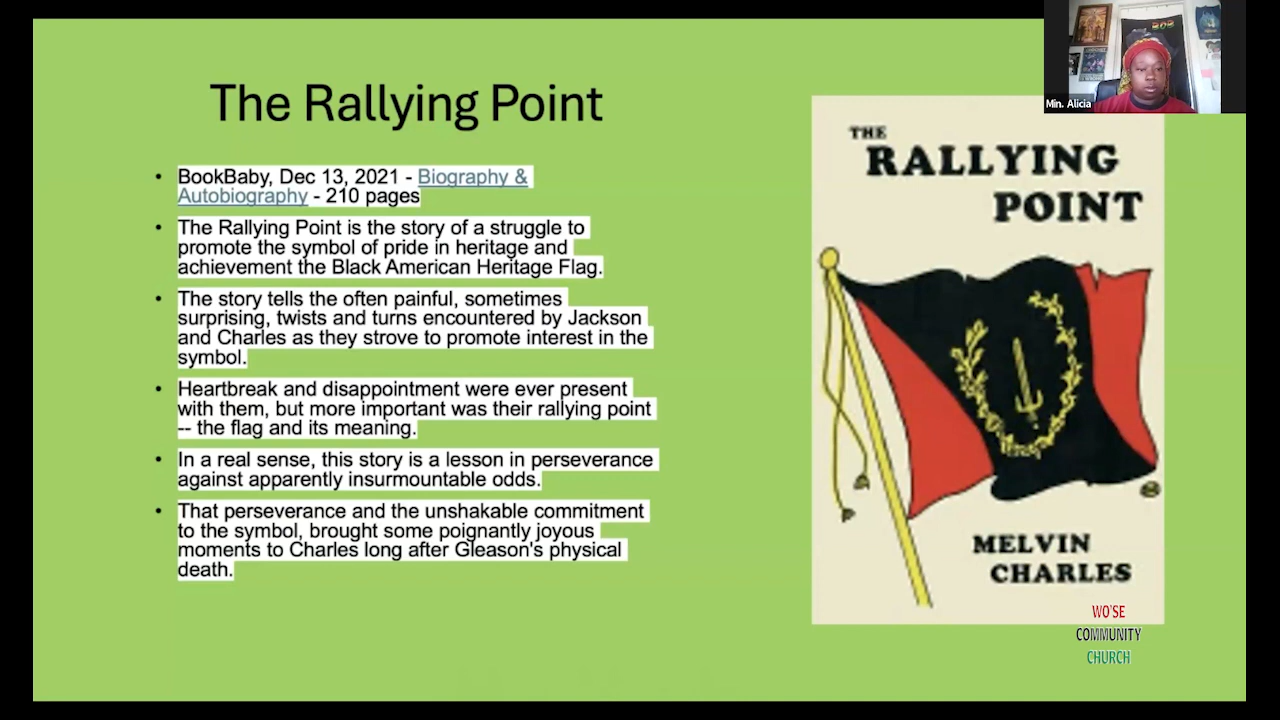 The Rallying Point
• BookBaby, Dec 13, 2021 - Biography &
Autobiography - 210 pages
• The Rallying Point is the story of a struggle to
promote the symbol of pride in heritage and
achievement the Black American Heritage Flag.
• The story tells the often painful, sometimes
surprising, twists and turns encountered by Jackson
and Charles as they strove to promote interest in the
symbol.
• Heartbreak and disappointment were ever present
with them, but more important was their rallying point
-- the flag and its meaning.
• In a real sense, this story is a lesson in perseverance
against apparently insurmountable odds.
• That perseverance and the unshakable commitment
to the symbol, brought some poignantly joyous
moments to Charles long after Gleason's physical
death.
Min. Alicia
THE
RALLYING
POINT
MELVIN
CHARLES
WO'SE
COMMUNITY
CHURCH